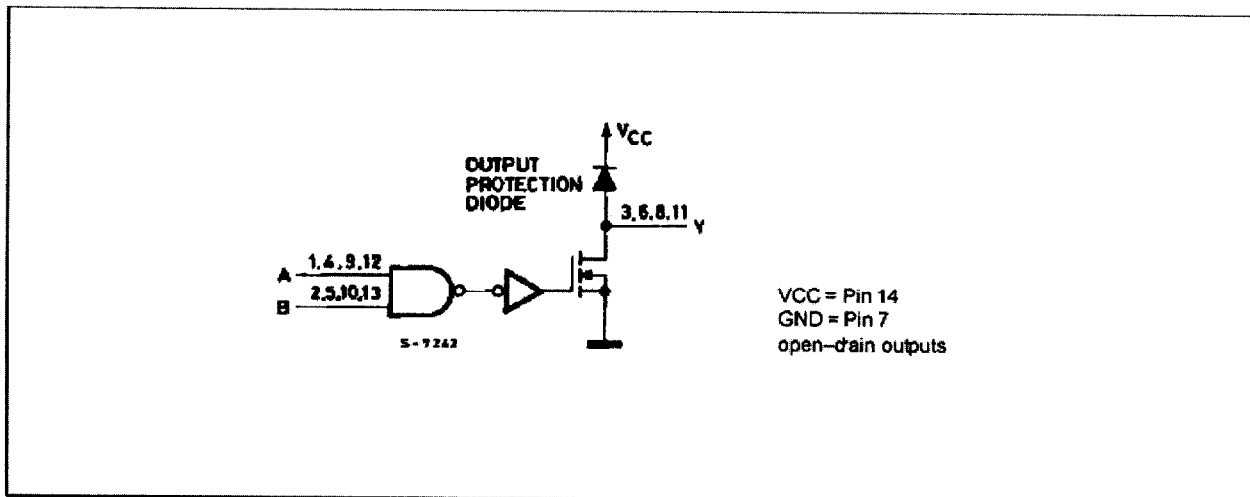 VCC
OUTPUT
PROTECTION
DIODE
3,6,8,11
Y
A
1,4,9,12
B
2,5,10,13
S-7262
VCC = Pin 14
GND = Pin 7
open–drain outputs